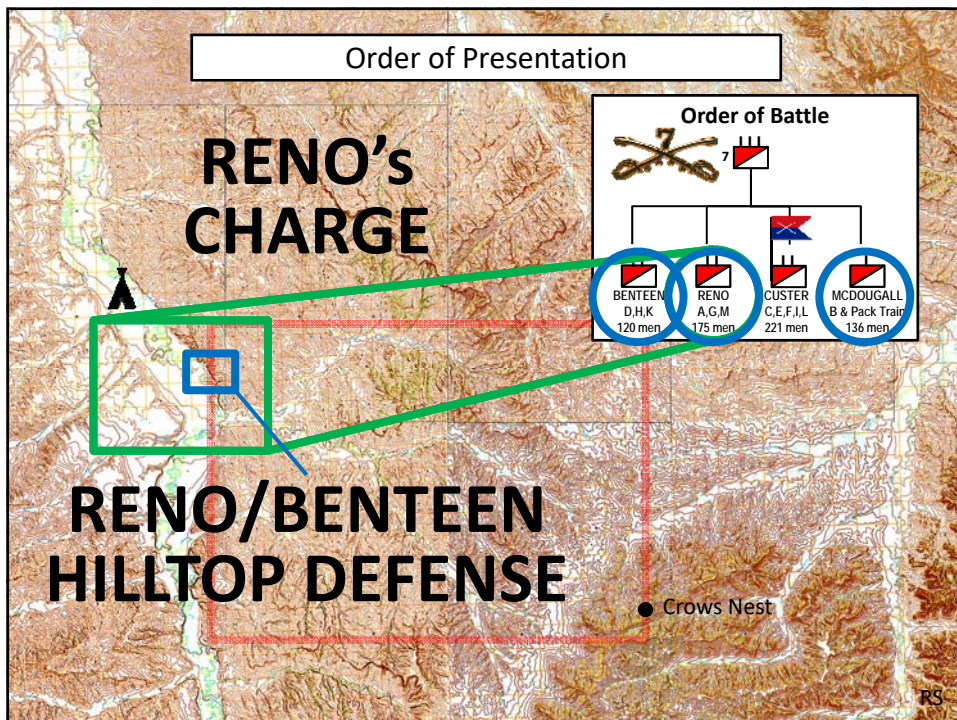 Order of Presentation
RENO's
CHARGE
Order of Battle
7
7
BENTEEN
D,H,K
120 men
RENO
A,G,M
175 men
CUSTER
C,E,F,I,L
221 men
MCDOUGALL
B & Pack Train
136 men
RENO/BENTEEN
HILLTOP DEFENSE
Crows Nest
RS